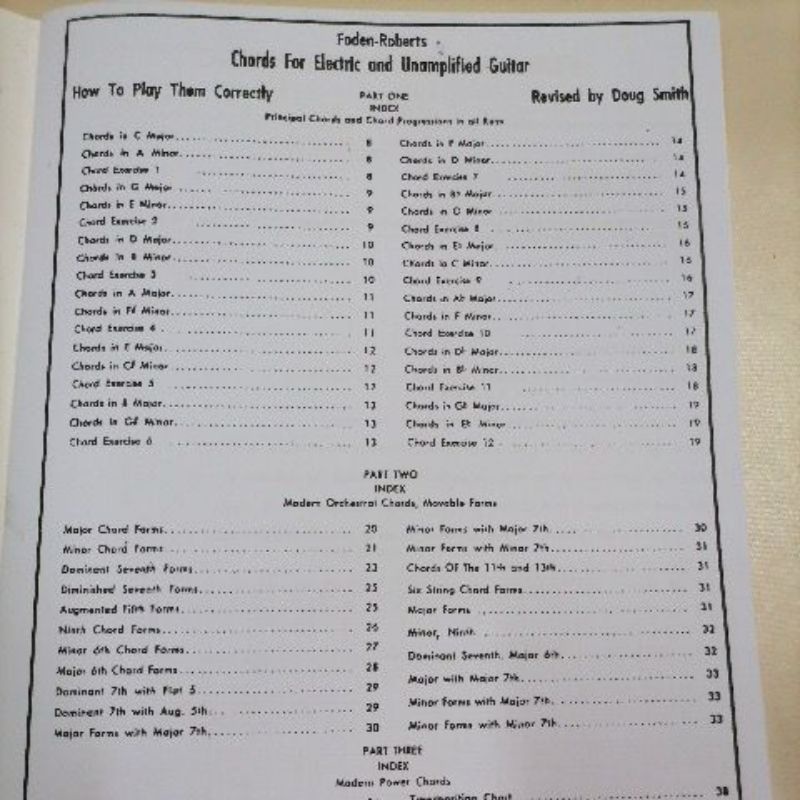 Foden-Roberts
Chords For Electric and Unamplified Guitar
How To Play Them Correctly
Revised by Doug Smith
PART ONE
INDEX
Principal Chords and Chord Progressions in all Keys
Chords in C Major 8
Chords in A Minor 8
Chord Exercise 1 8
Chords in G Major 9
Chords in E Minor 9
Chord Exercise 2 9
Chords in D Major 10
Chords in B Minor 10
Chord Exercise 3 10
Chords in A Major 11
Chords in F# Minor 11
Chord Exercise 4 11
Chords in E Major 12
Chords in C# Minor 12
Chord Exercise 5 12
Chords in B Major 13
Chords in G# Minor 13
Chord Exercise 6 13
Chords in F Major 14
Chords in D Minor 14
Chord Exercise 7 14
Chords in Bb Major 15
Chords in G Minor 15
Chord Exercise 8 15
Chords in Eb Major 16
Chords in C Minor 16
Chord Exercise 9 16
Chords in Ab Major 17
Chords in F Minor 17
Chord Exercise 10 17
Chords in Db Major 18
Chords in Bb Minor 18
Chord Exercise 11 18
Chords in Gb Major 19
Chords in Eb Minor 19
Chord Exercise 12 19
PART TWO
INDEX
Modern Orchestral Chords, Movable Forms
Major Chord Forms 20
Minor Chord Forms 21
Dominant Seventh Forms 23
Diminished Seventh Forms 25
Augmented Fifth Forms 25
Ninth Chord Forms 26
Minor 6th Chord Forms 27
Major 6th Chord Forms 28
Dominant 7th with Flat 5 29
Dominant 7th with Aug. 5th 29
Major Forms with Major 7th 30
Minor Forms with Major 7th 30
Minor Forms with Minor 7th 31
Chords Of The 11th and 13th 31
Six String Chord Forms 31
Major Forms 31
Minor, Ninth 32
Dominant Seventh, Major 6th 32
Major with Major 7th 33
Minor Forms with Major 7th 33
Minor Forms with Minor 7th 33
PART THREE
INDEX
Modern Power Chords
Transposition Chart 38